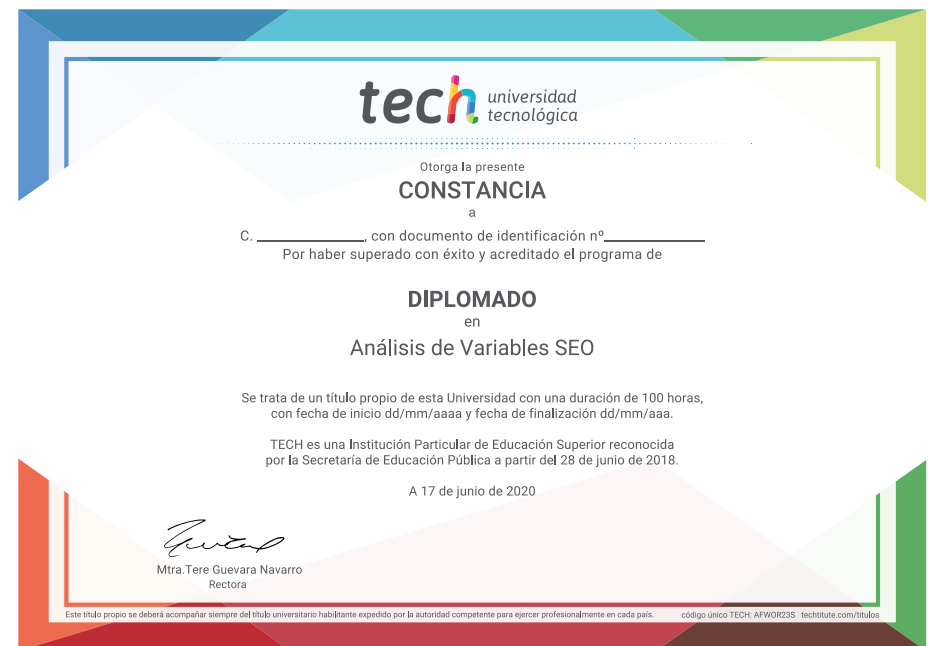 tech universidad
tecnológica
Otorga la presente
CONSTANCIA
a
C. ______________, con documento de identificación nº_____________
Por haber superado con éxito y acreditado el programa de
DIPLOMADO
en
Análisis de Variables SEO
Se trata de un título propio de esta Universidad con una duración de 100 horas,
con fecha de inicio dd/mm/aaaa y fecha de finalización dd/mm/aaa.
TECH es una Institución Particular de Educación Superior reconocida
por la Secretaría de Educación Pública a partir del 28 de junio de 2018.
A 17 de junio de 2020
Mtra.Tere Guevara Navarro
Rectora
Este título propio se deberá acompañar siempre del título universitario habilitante expedido por la autoridad competente para ejercer profesionalmente en cada país. código único TECH: AFWOR23S techtitute.com/titulos